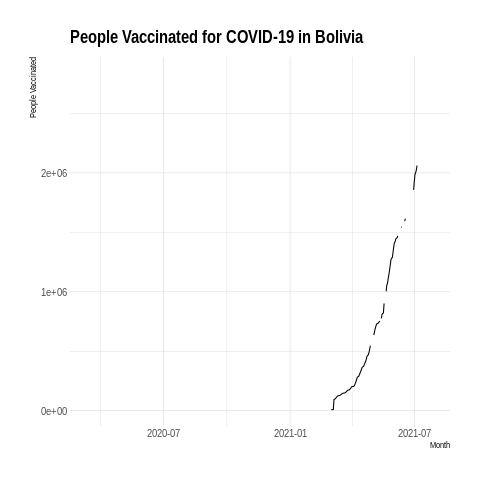 People Vaccinated for COVID-19 in Bolivia
People Vaccinated
2e+06
1e+06
0e+00
2020-07 2021-01 2021-07
Month